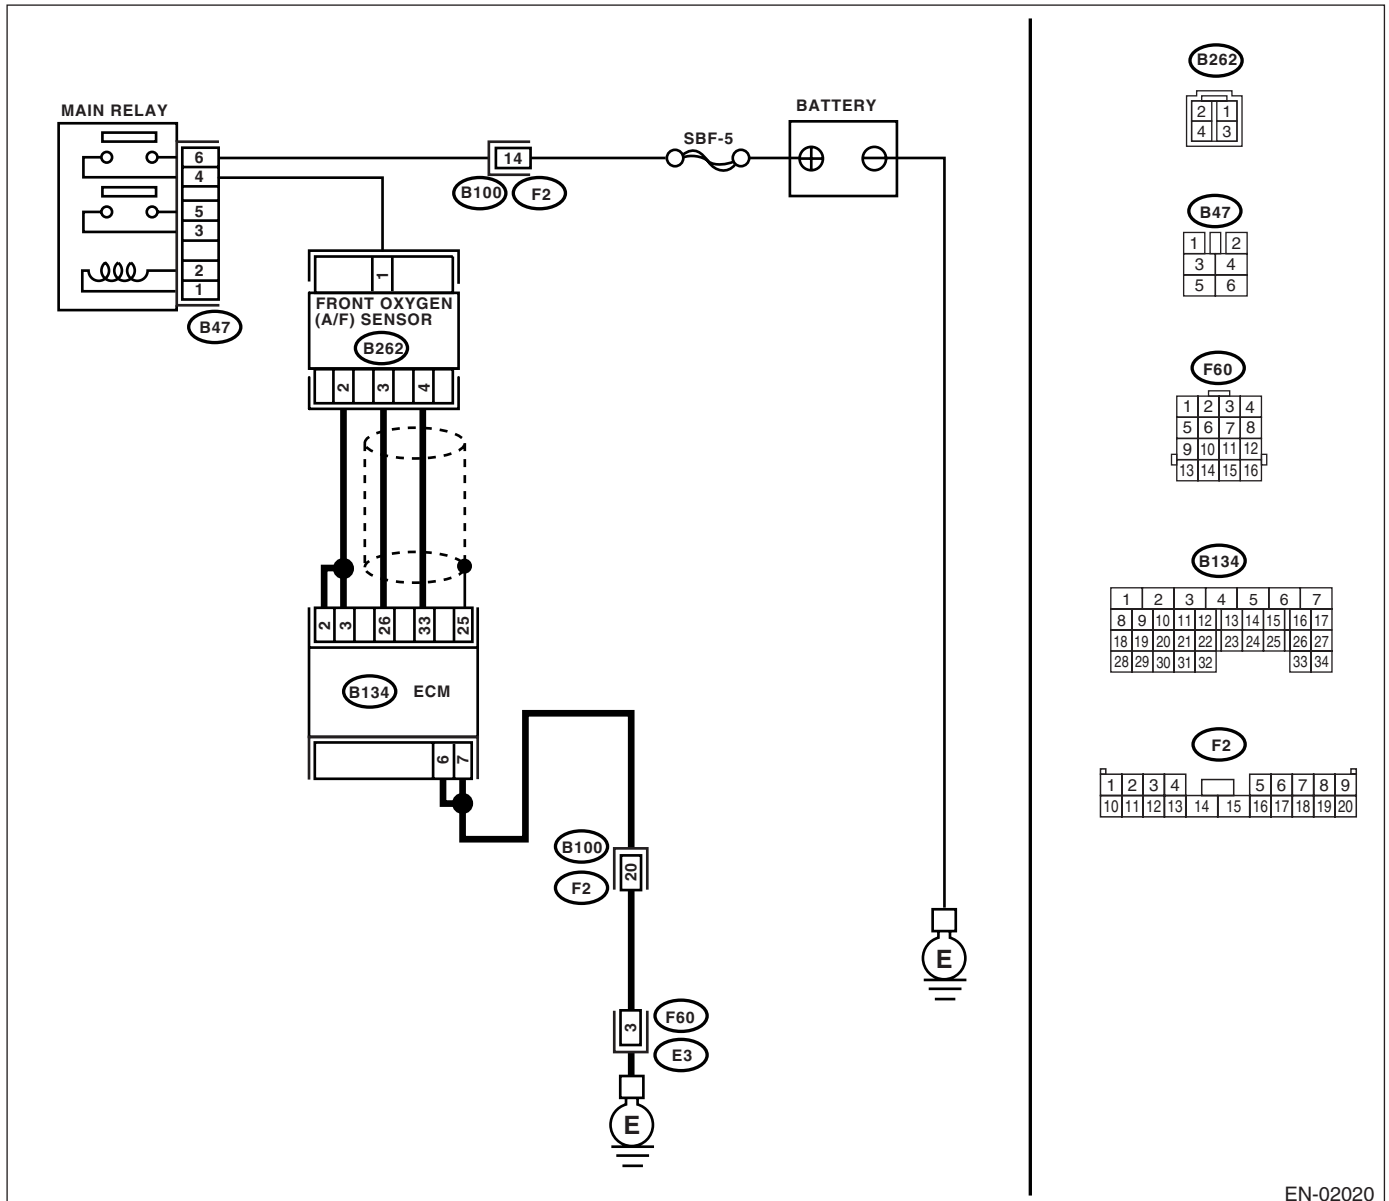 MAIN RELAY
6
4
5
3
2
1
B47
14
B100 F2
SBF-5
BATTERY
1
FRONT OXYGEN
(A/F) SENSOR
B262
2 3 4
2 3 26 33 25
B134 ECM
6 7
B100
F2
20
3
F60
E3
E
E
B262
2 1
4 3
B47
1 2
3 4
5 6
F60
1 2 3 4
5 6 7 8
9 10 11 12
13 14 15 16
B134
1 2 3 4 5 6 7
8 9 10 11 12 13 14 15 16 17
18 19 20 21 22 23 24 25 26 27
28 29 30 31 32 33 34
F2
1 2 3 4 5 6 7 8 9
10 11 12 13 14 15 16 17 18 19 20
EN-02020